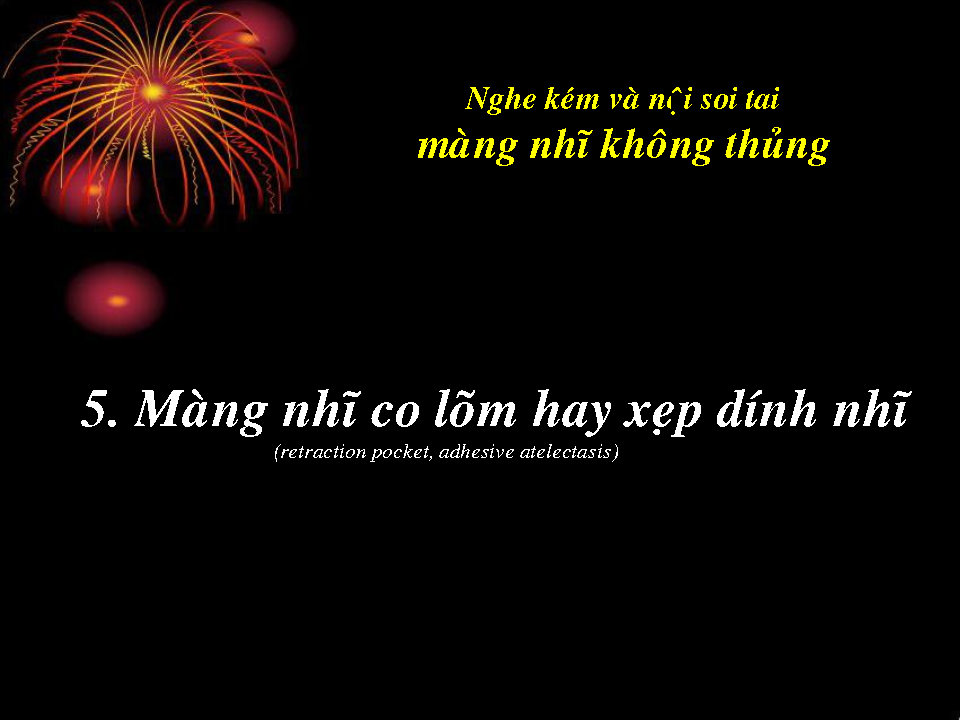 Nghe kém và nội soi tai
màng nhĩ không thủng
5. Màng nhĩ co lõm hay xẹp dính nhĩ
(retraction pocket, adhesive atelectasis)